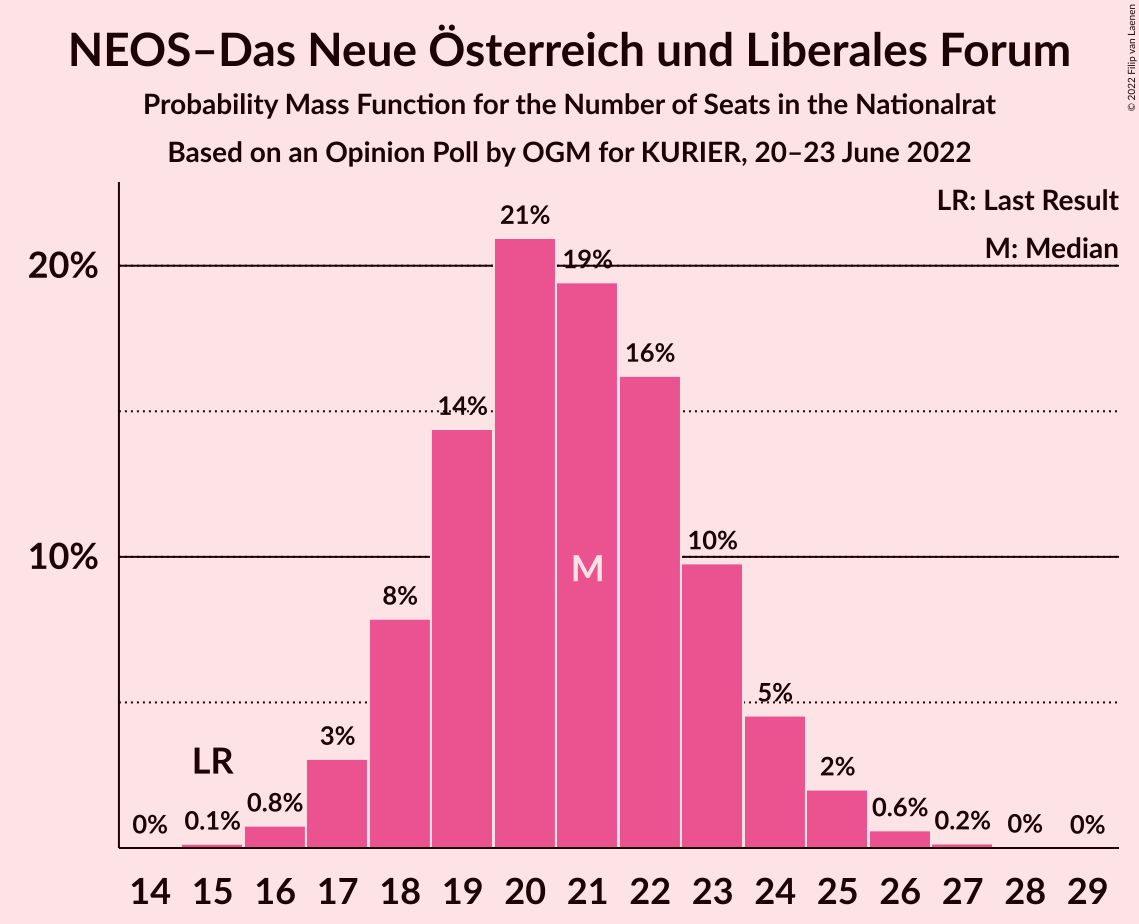 NEOS–Das Neue Österreich und Liberales Forum
Probability Mass Function for the Number of Seats in the Nationalrat
Based on an Opinion Poll by OGM for KURIER, 20–23 June 2022
© 2022 Filip van Laenen
LR: Last Result
M: Median
20%
10%
0%
0.1%
0.8%
3%
8%
14%
21%
19%
16%
10%
5%
2%
0.6%
0.2%
0%
0%
LR
M
14 15 16 17 18 19 20 21 22 23 24 25 26 27 28 29